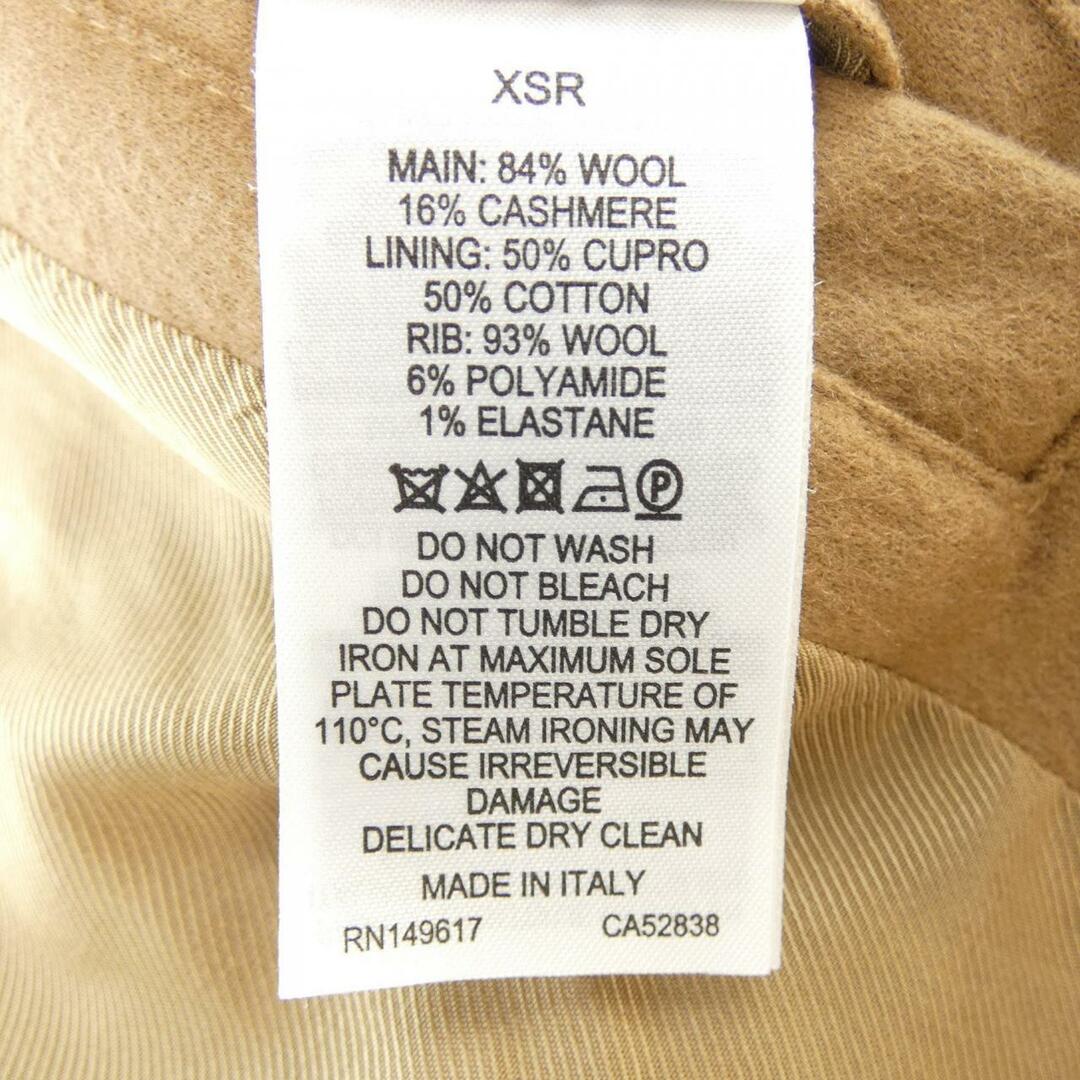 XSR
MAIN: 84% WOOL
16% CASHMERE
LINING: 50% CUPRO
50% COTTON
RIB: 93% WOOL
6% POLYAMIDE
1% ELASTANE
P
DO NOT WASH
DO NOT BLEACH
DO NOT TUMBLE DRY
IRON AT MAXIMUM SOLE
PLATE TEMPERATURE OF
110°C, STEAM IRONING MAY
CAUSE IRREVERSIBLE
DAMAGE
DELICATE DRY CLEAN
MADE IN ITALY
RN149617 CA52838